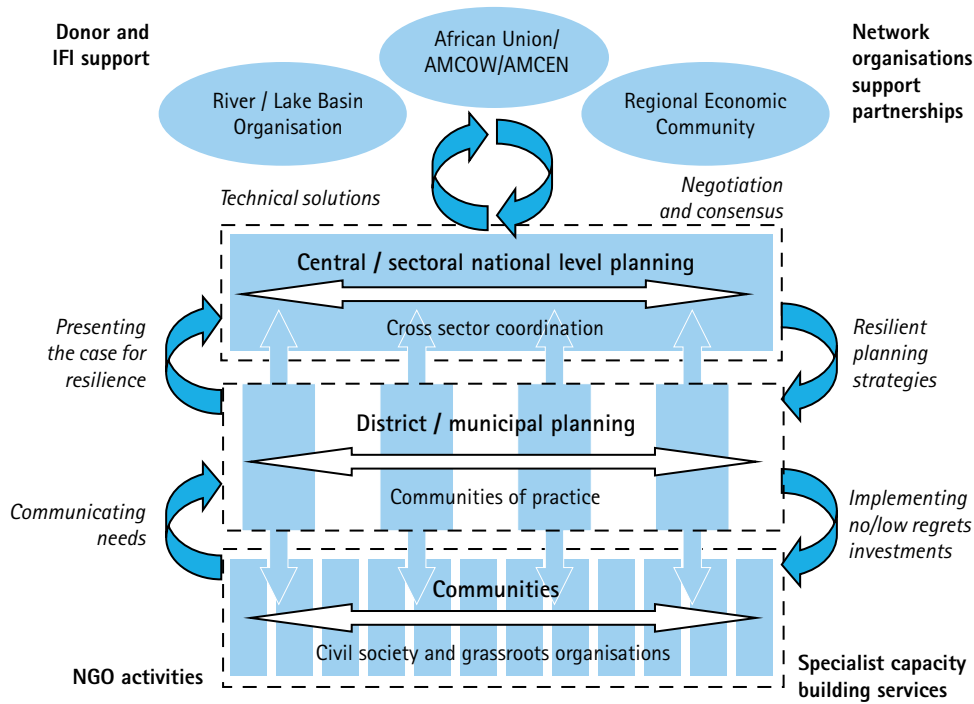 Donor and
IFI support
African Union/
AMCOW/AMCEN
Network
organisations
support
partnerships
River / Lake Basin
Organisation
Regional Economic
Community
Technical solutions
Negotiation
and consensus
Central / sectoral national level planning
Cross sector coordination
Presenting
the case for
resilience
Resilient
planning
strategies
District / municipal planning
Communities of practice
Communicating
needs
Implementing
no/low regrets
investments
Communities
Civil society and grassroots organisations
NGO activities
Specialist capacity
building services